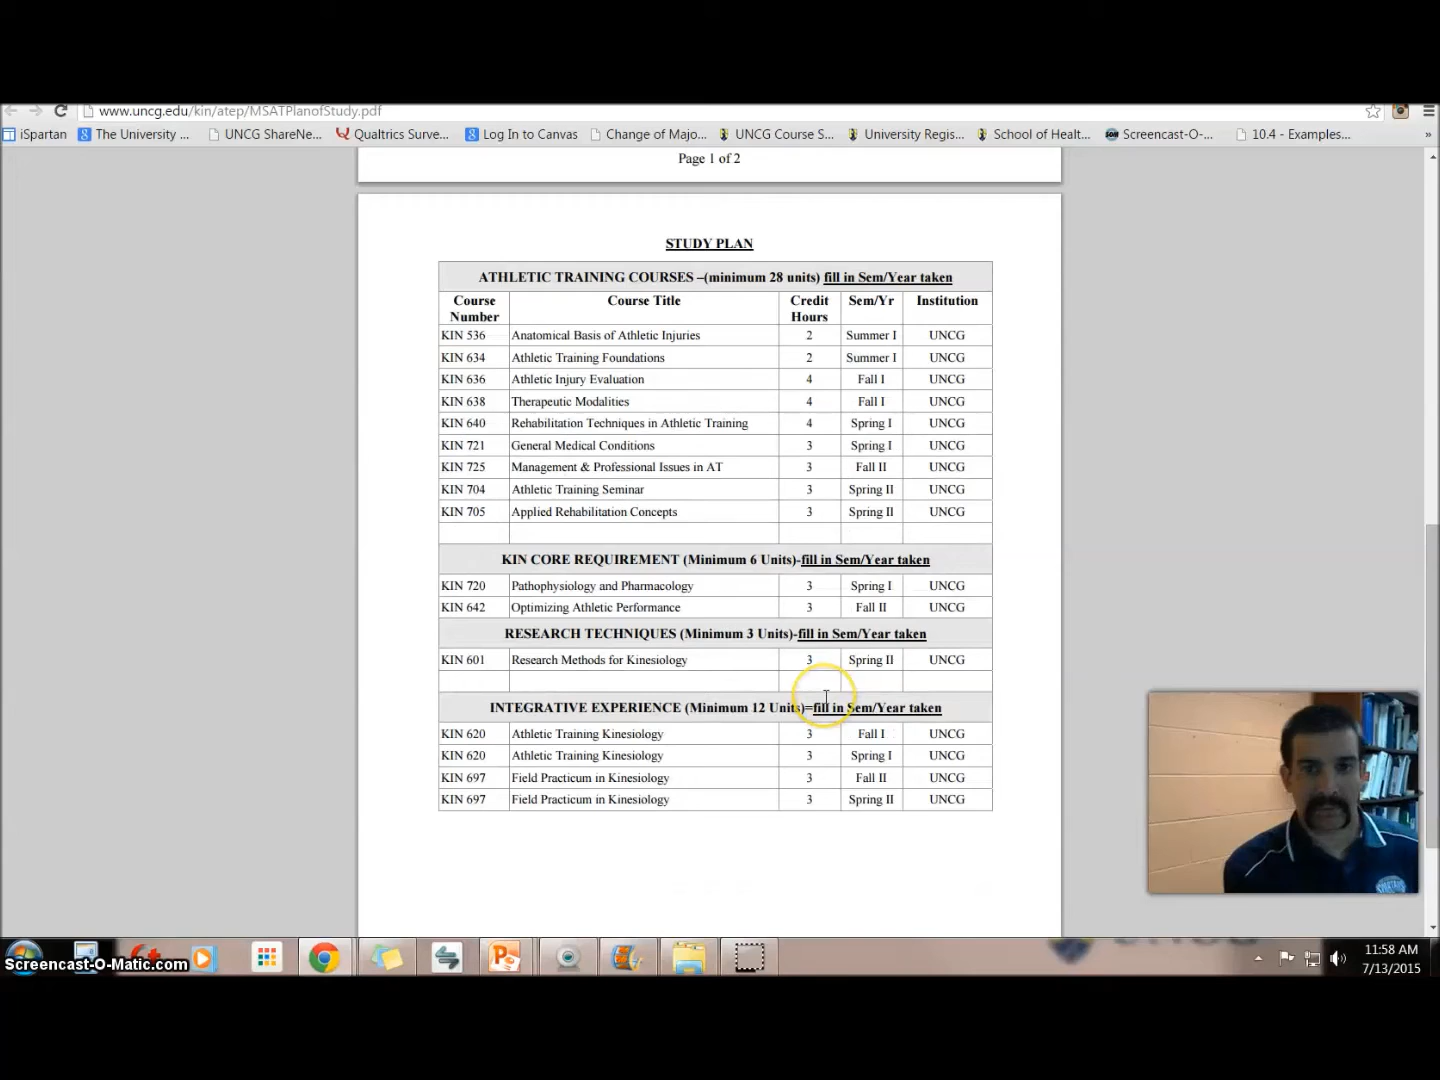 www.uncg.edu/kin/atep/MSATPlanofStudy.pdf
iSpartan The University ... UNCG ShareNe... Qualtrics Surve... Log In to Canvas Change of Majo... UNCG Course S... University Regis... School of Healt... Screencast-O-... 10.4 - Examples... »
Page 1 of 2
STUDY PLAN
ATHLETIC TRAINING COURSES –(minimum 28 units) fill in Sem/Year taken
Course Number Course Title Credit Hours Sem/Yr Institution
KIN 536 Anatomical Basis of Athletic Injuries 2 Summer I UNCG
KIN 634 Athletic Training Foundations 2 Summer I UNCG
KIN 636 Athletic Injury Evaluation 4 Fall I UNCG
KIN 638 Therapeutic Modalities 4 Fall I UNCG
KIN 640 Rehabilitation Techniques in Athletic Training 4 Spring I UNCG
KIN 721 General Medical Conditions 3 Spring I UNCG
KIN 725 Management & Professional Issues in AT 3 Fall II UNCG
KIN 704 Athletic Training Seminar 3 Spring II UNCG
KIN 705 Applied Rehabilitation Concepts 3 Spring II UNCG
KIN CORE REQUIREMENT (Minimum 6 Units)-fill in Sem/Year taken
KIN 720 Pathophysiology and Pharmacology 3 Spring I UNCG
KIN 642 Optimizing Athletic Performance 3 Fall II UNCG
RESEARCH TECHNIQUES (Minimum 3 Units)-fill in Sem/Year taken
KIN 601 Research Methods for Kinesiology 3 Spring II UNCG
INTEGRATIVE EXPERIENCE (Minimum 12 Units)=fill in Sem/Year taken
KIN 620 Athletic Training Kinesiology 3 Fall I UNCG
KIN 620 Athletic Training Kinesiology 3 Spring I UNCG
KIN 697 Field Practicum in Kinesiology 3 Fall II UNCG
KIN 697 Field Practicum in Kinesiology 3 Spring II UNCG
Screencast-O-Matic.com
11:58 AM
7/13/2015